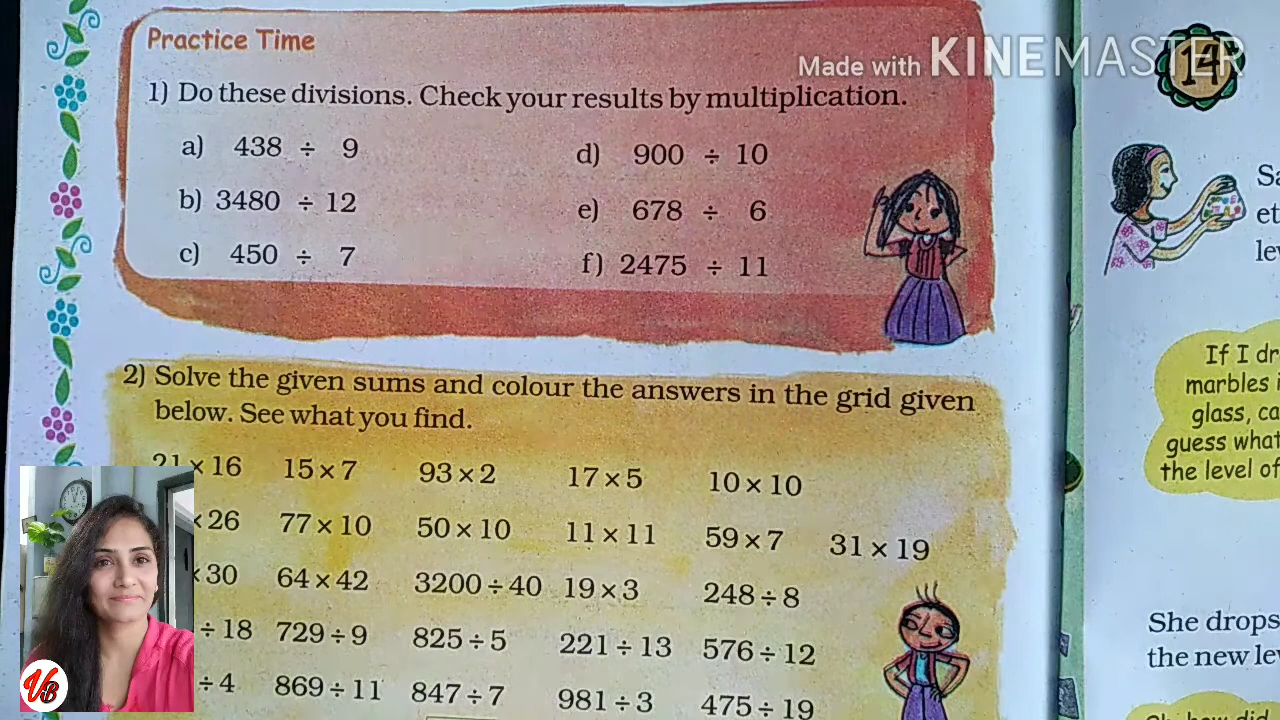 Practice Time
Made with KINEMASTER
14
1) Do these divisions. Check your results by multiplication.
a) 438 ÷ 9
d) 900 ÷ 10
b) 3480 ÷ 12
e) 678 ÷ 6
c) 450 ÷ 7
f) 2475 ÷ 11
2) Solve the given sums and colour the answers in the grid given
below. See what you find.
21 × 16 15 × 7 93 × 2 17 × 5 10 × 10
× 26 77 × 10 50 × 10 11 × 11 59 × 7 31 × 19
× 30 64 × 42 3200 ÷ 40 19 × 3 248 ÷ 8
÷ 18 729 ÷ 9 825 ÷ 5 221 ÷ 13 576 ÷ 12
÷ 4 869 ÷ 11 847 ÷ 7 981 ÷ 3 475 ÷ 19
VB
If I
marbles
glass,
guess what
the level of
She drops
the new